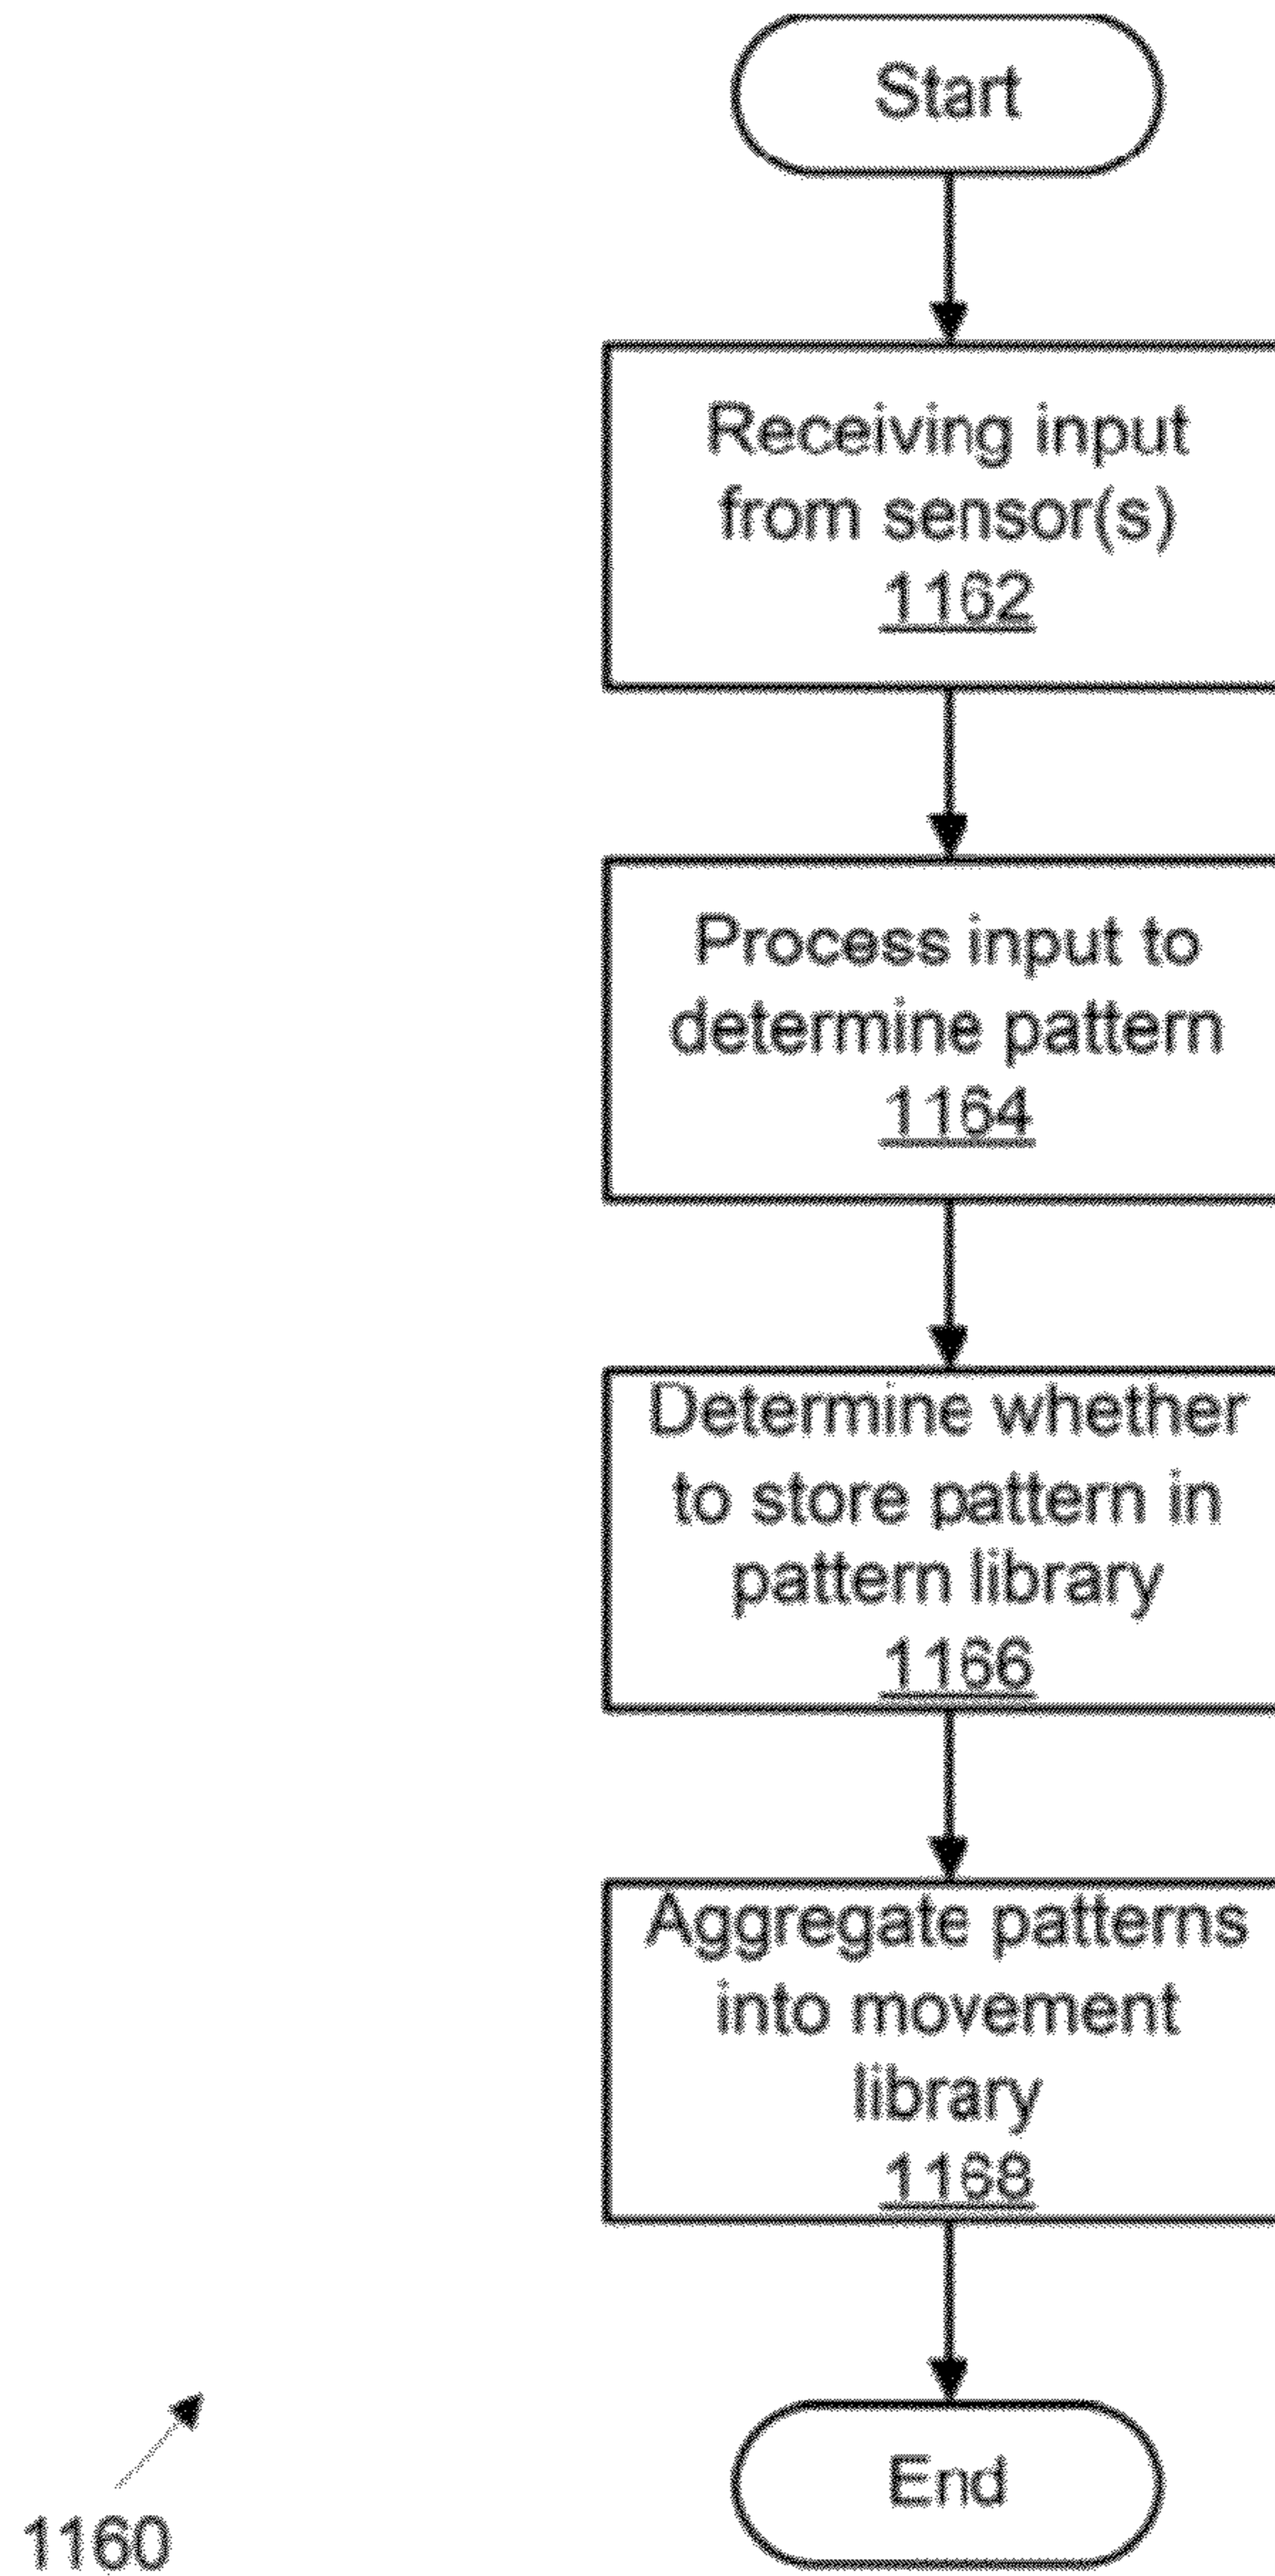 Start
Receiving input
from sensor(s)
1162
Process input to
determine pattern
1164
Determine whether
to store pattern in
pattern library
1166
Aggregate patterns
into movement
library
1168
End
1160